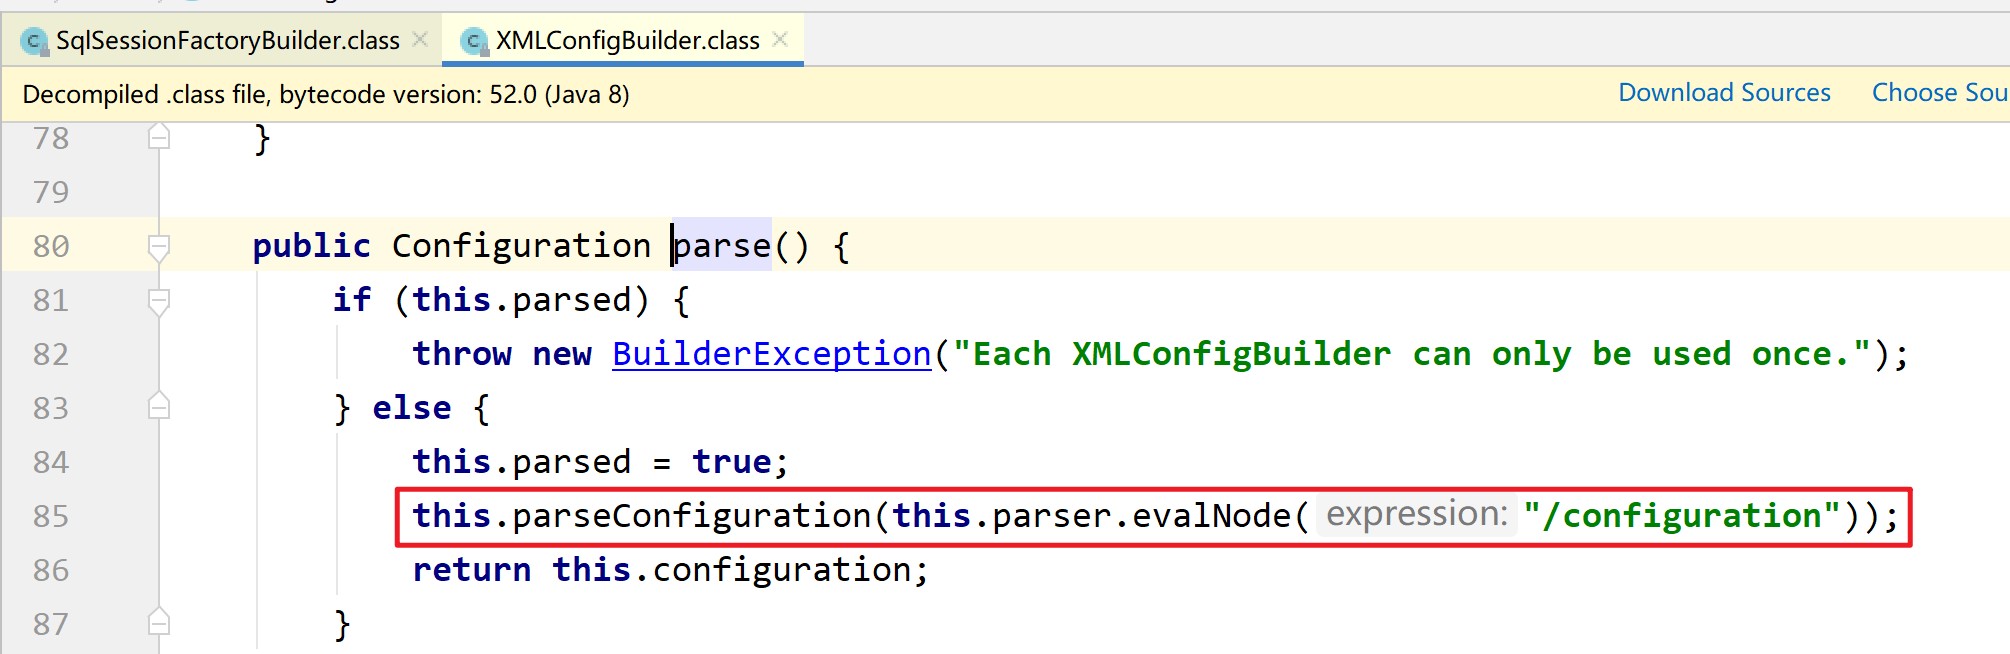 SqlSessionFactoryBuilder.class XMLConfigBuilder.class
Decompiled .class file, bytecode version: 52.0 (Java 8) Download Sources Choose Sou
78 }
79
80 public Configuration parse() {
81 if (this.parsed) {
82 throw new BuilderException("Each XMLConfigBuilder can only be used once.");
83 } else {
84 this.parsed = true;
85 this.parseConfiguration(this.parser.evalNode( expression: "/configuration"));
86 return this.configuration;
87 }